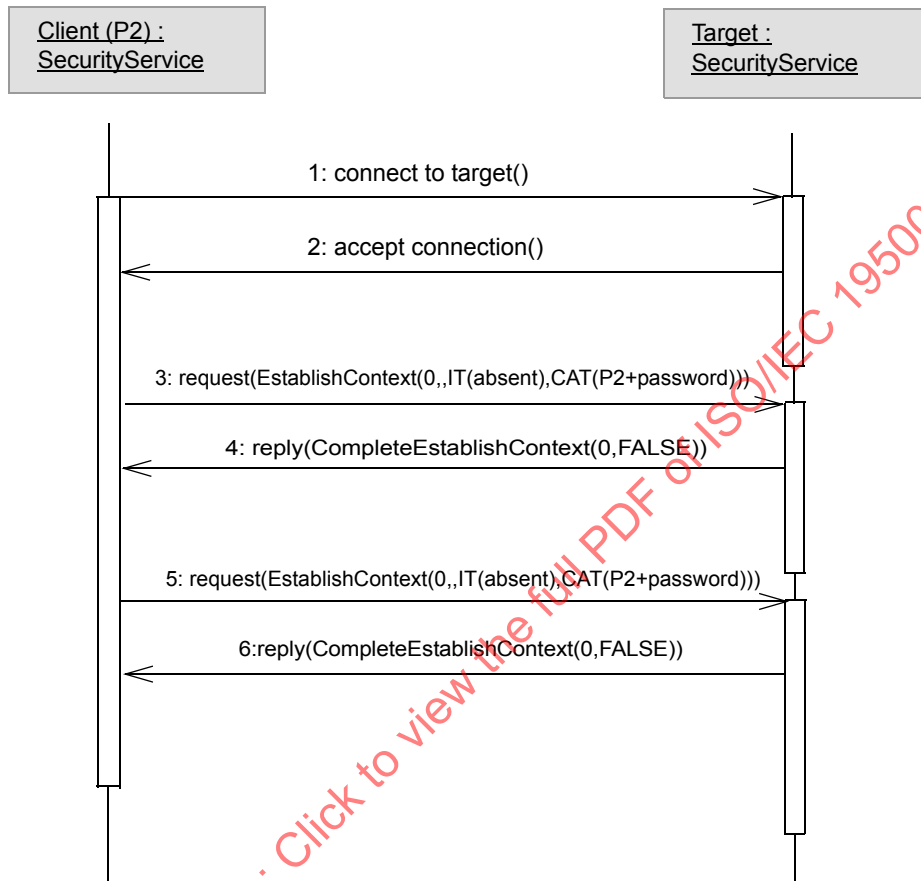 Client (P2) :
SecurityService
Target :
SecurityService
1: connect to target()
2: accept connection()
3: request(EstablishContext(0,,IT(absent),CAT(P2+password)))
4: reply(CompleteEstablishContext(0,FALSE))
5: request(EstablishContext(0,,IT(absent),CAT(P2+password)))
6:reply(CompleteEstablishContext(0,FALSE))
: Click to view the full PDF of ISO/IEC 19500